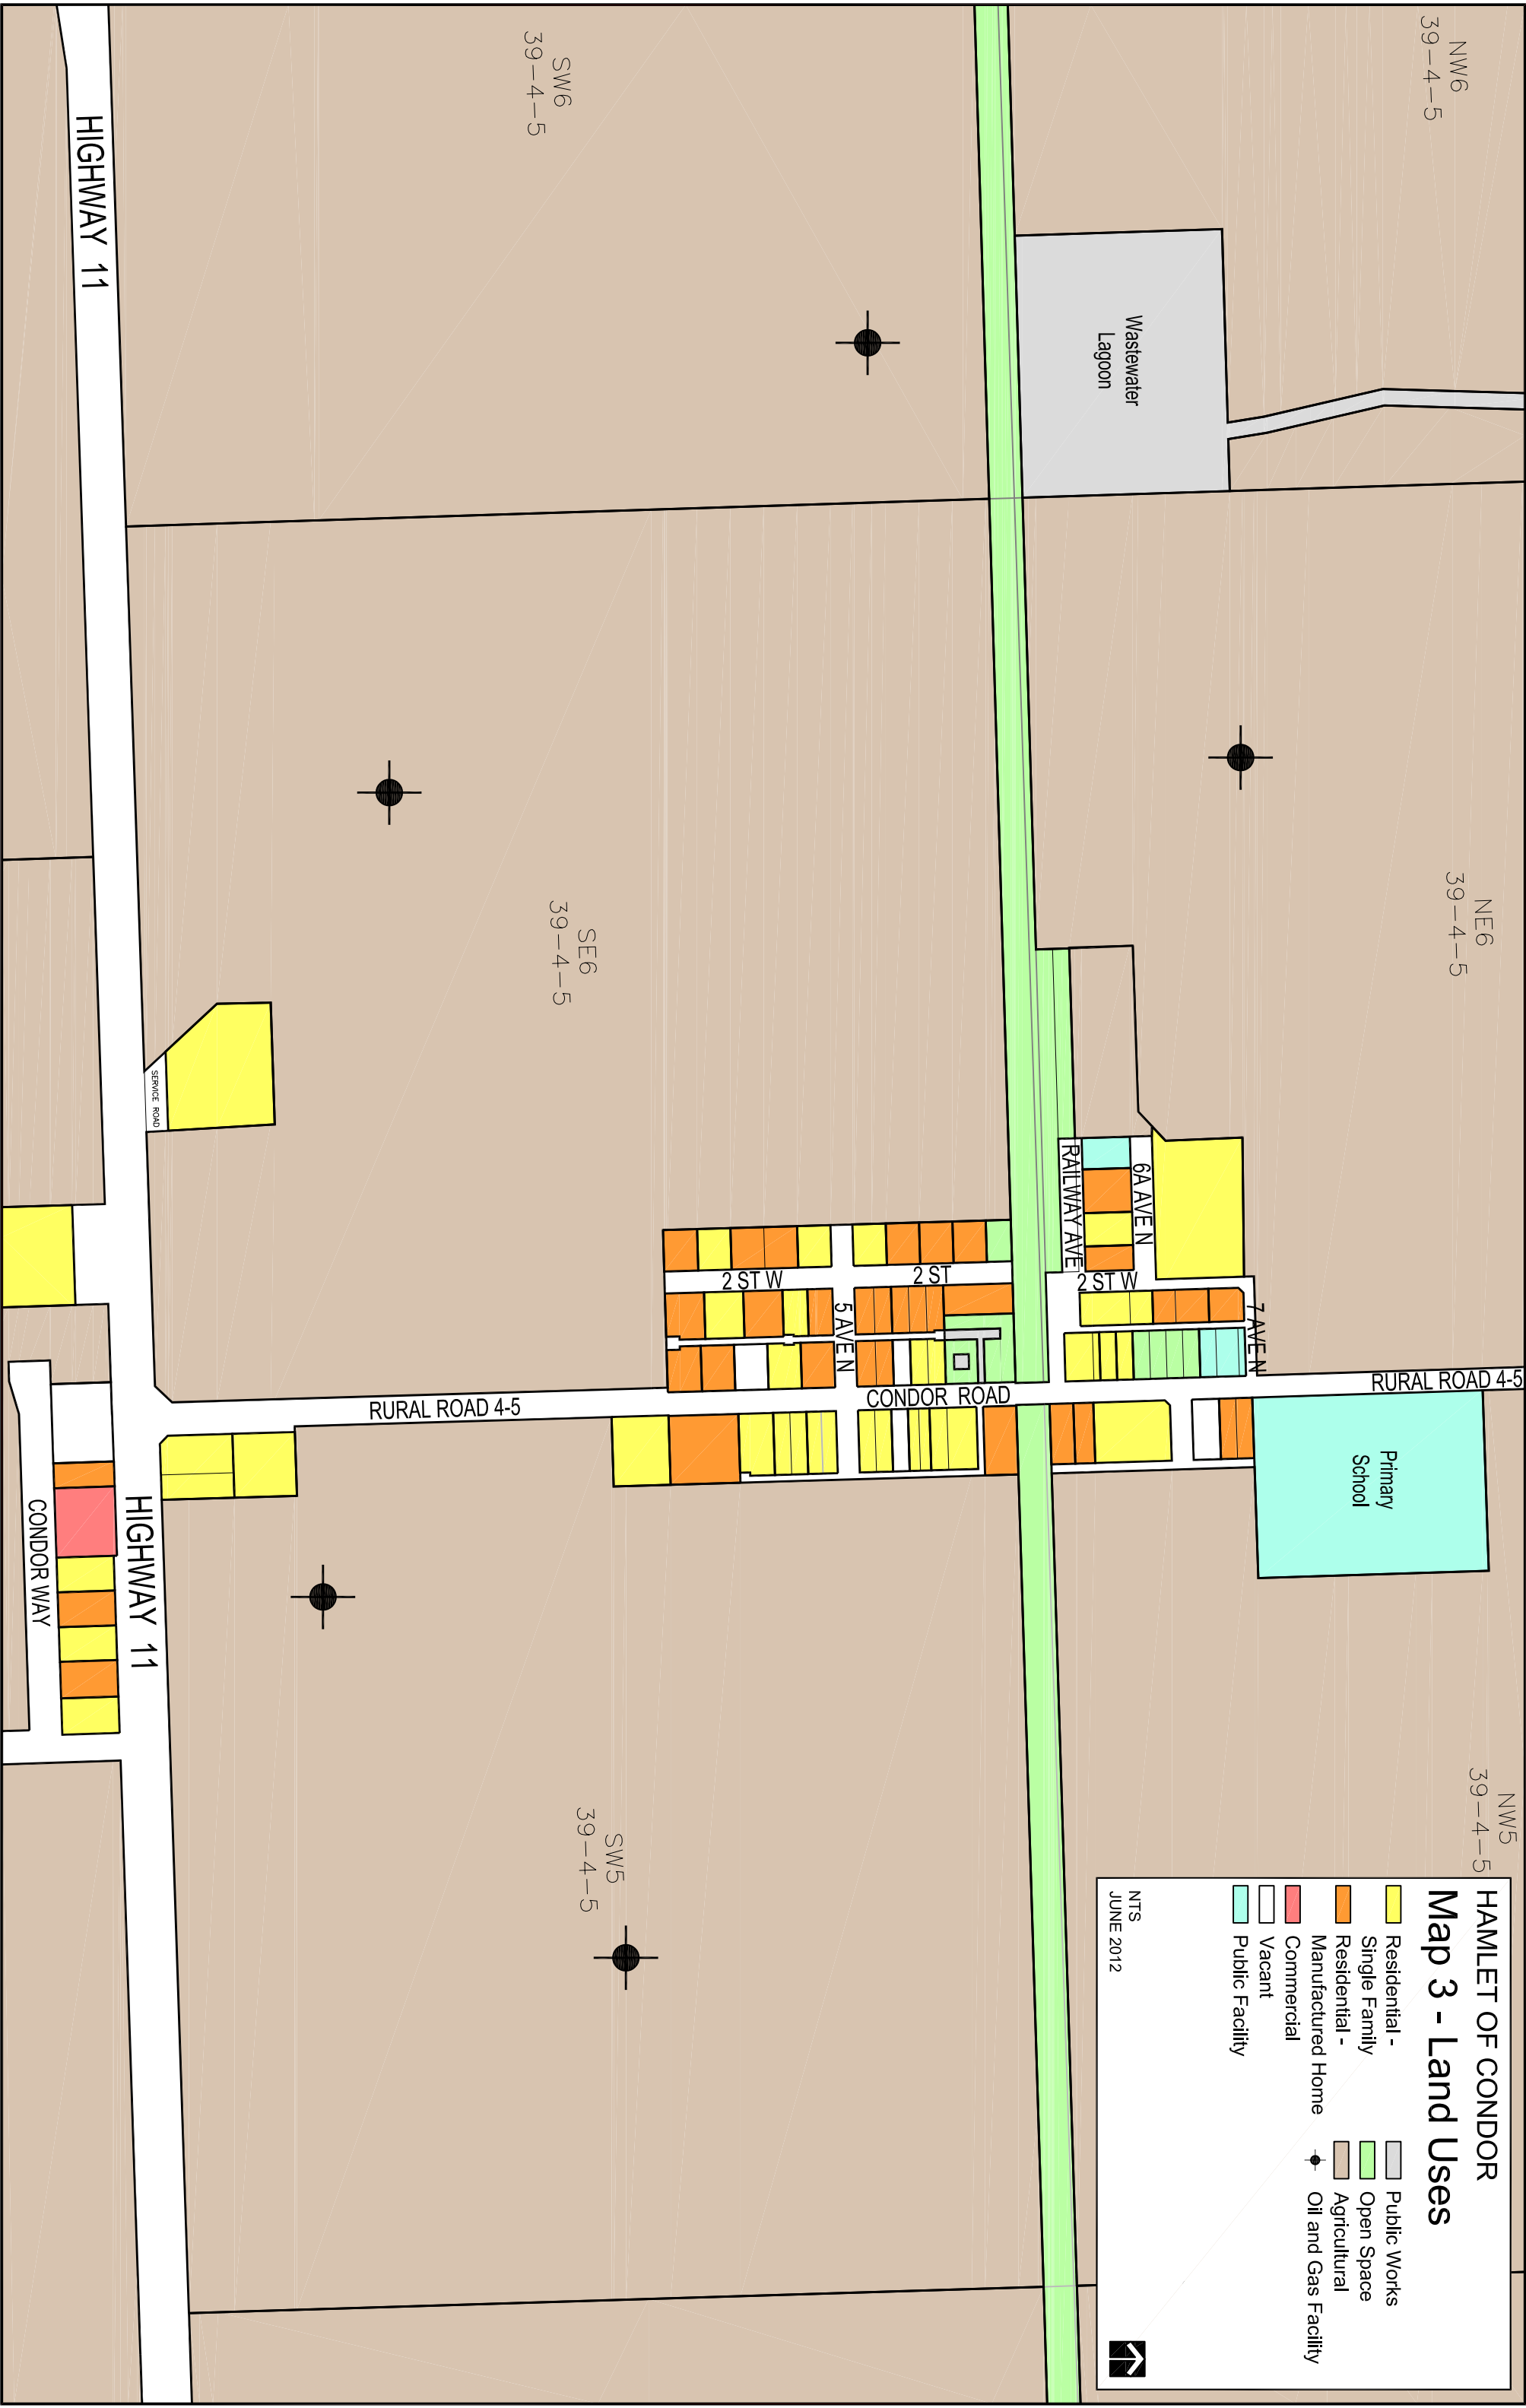 HAMLET OF CONDOR
Map 3 - Land Uses
Residential -
Single Family
Residential -
Manufactured Home
Commercial
Vacant
Public Facility
Public Works
Open Space
Agricultural
Oil and Gas Facility
NTS
JUNE 2012
NW6
39-4-5
NE6
39-4-5
NW5
39-4-5
Wastewater
Lagoon
Primary
School
RURAL ROAD 4-5
7 AVE N
6A AVE N
2 ST W
RAILWAY AVE
CONDOR ROAD
2 ST
5 AVE N
2 ST W
SW6
39-4-5
SE6
39-4-5
SW5
39-4-5
RURAL ROAD 4-5
SERVICE ROAD
HIGHWAY 11
HIGHWAY 11
CONDOR WAY